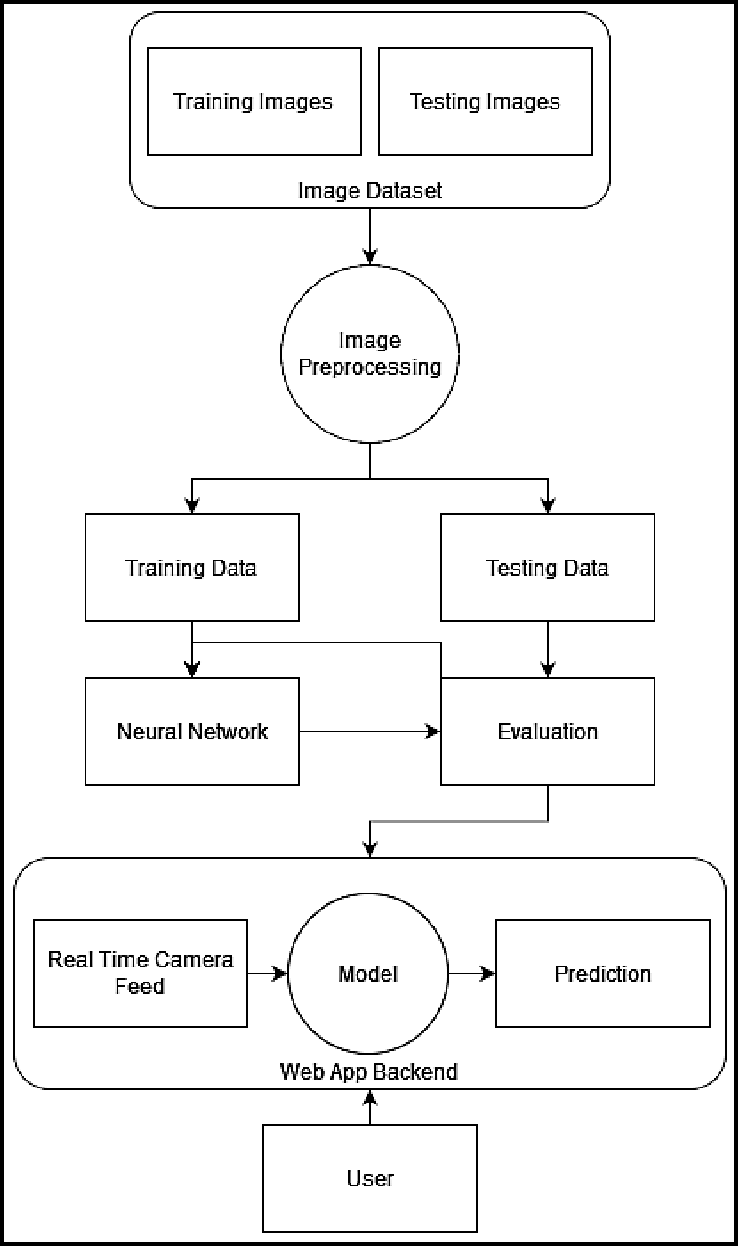 Training Images
Testing Images
Image Dataset
Image
Preprocessing
Training Data
Testing Data
Neural Network
Evaluation
Real Time Camera
Feed
Model
Prediction
Web App Backend
User